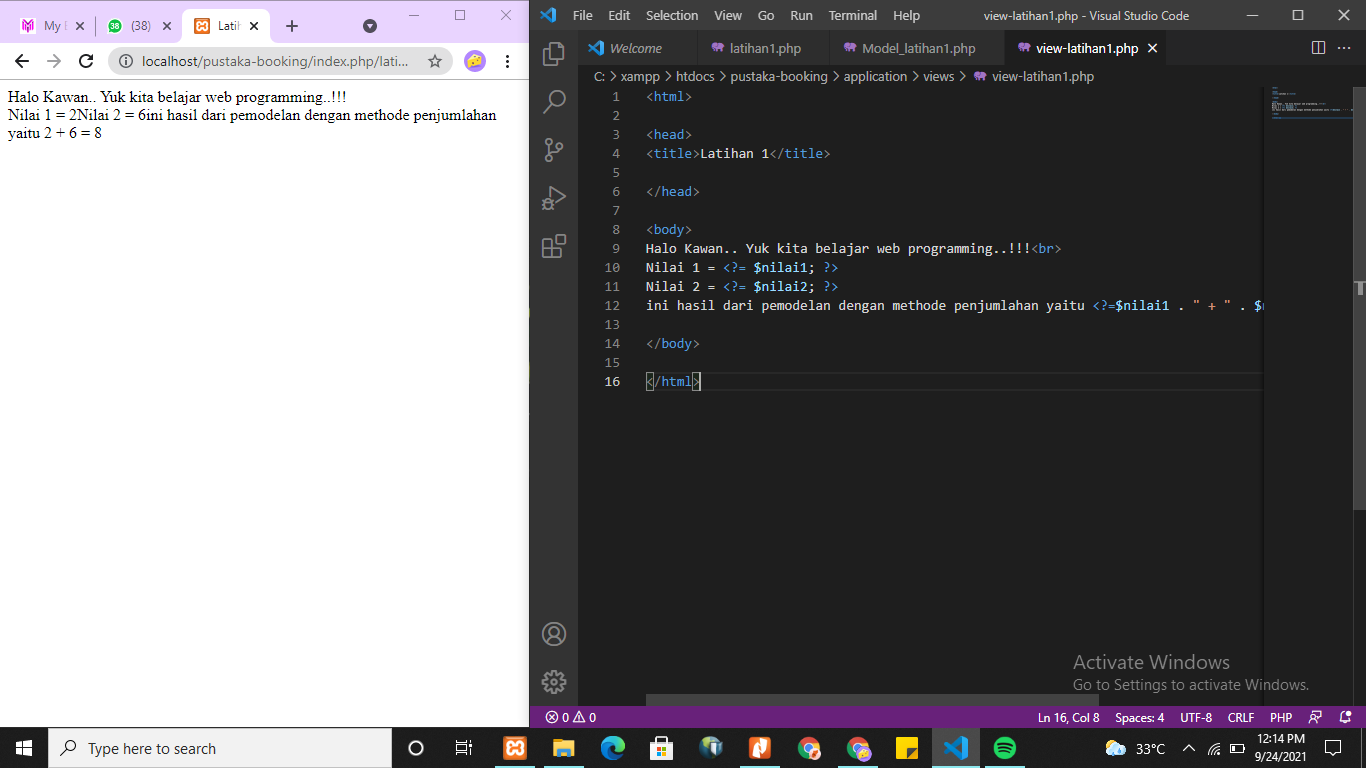 My
(38)
Latih
localhost/pustaka-booking/index.php/lati...
Halo Kawan.. Yuk kita belajar web programming..!!!
Nilai 1 = 2Nilai 2 = 6ini hasil dari pemodelan dengan methode penjumlahan
yaitu 2 + 6 = 8
File Edit Selection View Go Run Terminal Help
view-latihan1.php - Visual Studio Code
Welcome
latihan1.php
Model_latihan1.php
view-latihan1.php
C: > xampp > htdocs > pustaka-booking > application > views > view-latihan1.php
1 <html>
2
3 <head>
4 <title>Latihan 1</title>
5
6 </head>
7
8 <body>
9 Halo Kawan.. Yuk kita belajar web programming..!!!<br>
10 Nilai 1 = <?= $nilai1; ?>
11 Nilai 2 = <?= $nilai2; ?>
12 ini hasil dari pemodelan dengan methode penjumlahan yaitu <?=$nilai1 . " + " . $
13
14 </body>
15
16 </html>
Activate Windows
Go to Settings to activate Windows.
0 0
Ln 16, Col 8 Spaces: 4 UTF-8 CRLF PHP
Type here to search
33°C
12:14 PM
9/24/2021